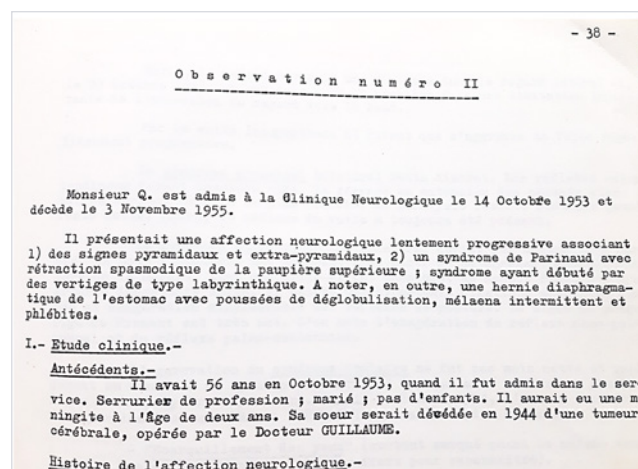 - 38 -
Observation numéro II
Monsieur Q. est admis à la Clinique Neurologique le 14 Octobre 1953 et
décède le 3 Novembre 1955.
Il présentait une affection neurologique lentement progressive associant
1) des signes pyramidaux et extra-pyramidaux, 2) un syndrome de Parinaud avec
rétraction spasmodique de la paupière supérieure ; syndrome ayant débuté par
des vertiges de type labyrinthique. A noter, en outre, une hernie diaphragma-
tique de l'estomac avec poussées de déglobulisation, mélaena intermittent et
phlébites.
I.- Etude clinique.-
Antécédents.-
Il avait 56 ans en Octobre 1953, quand il fut admis dans le ser
vice. Serrurier de profession ; marié ; pas d'enfants. Il aurait eu une m
ningite à l'âge de deux ans. Sa soeur serait dévédée en 1944 d'une tumeur
cérébrale, opérée par le Docteur GUILLAUME.
Histoire de l'affection neurologique.-